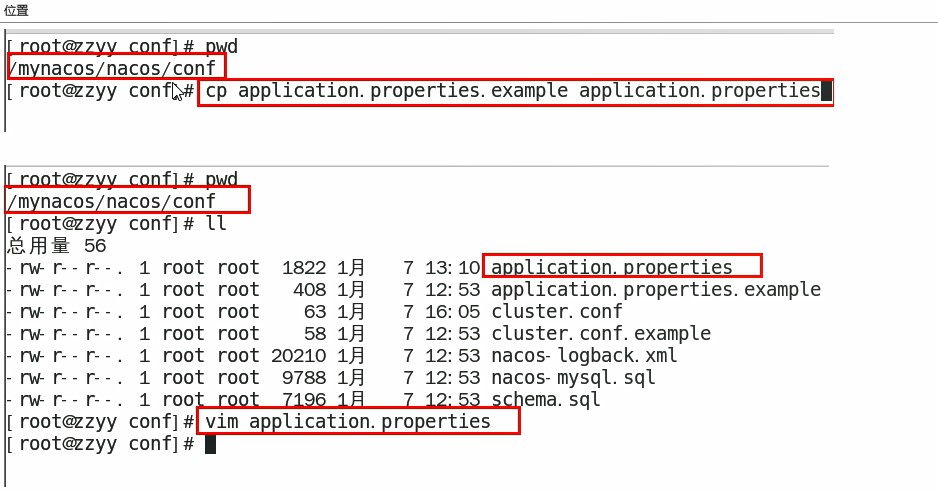 位置
[root@zzyy conf]# pwd
/mynacos/nacos/conf
[root@zzyy conf]# cp application.properties.example application.properties
[root@zzyy conf]# pwd
/mynacos/nacos/conf
[root@zzyy conf]# ll
总用量 56
-rw-r--r--. 1 root root  1822 1月   7 13:10 application.properties
-rw-r--r--. 1 root root   408 1月   7 12:53 application.properties.example
-rw-r--r--. 1 root root    63 1月   7 16:05 cluster.conf
-rw-r--r--. 1 root root    58 1月   7 12:53 cluster.conf.example
-rw-r--r--. 1 root root 20210 1月   7 12:53 nacos-logback.xml
-rw-r--r--. 1 root root  9788 1月   7 12:53 nacos-mysql.sql
-rw-r--r--. 1 root root  7196 1月   7 12:53 schema.sql
[root@zzyy conf]# vim application.properties
[root@zzyy conf]#